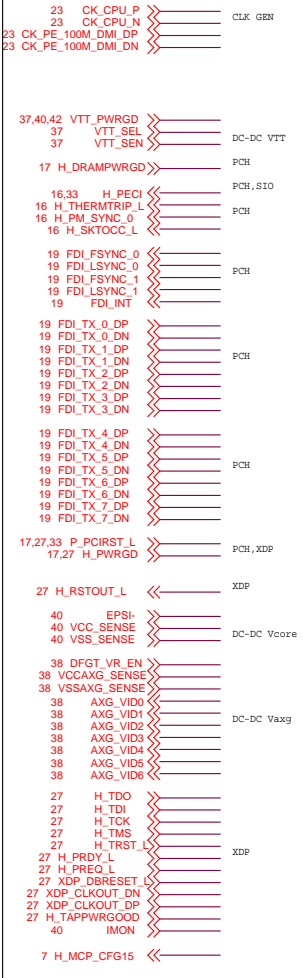 23 CK_CPU_P
23 CK_CPU_N
CLK GEN
23 CK_PE_100M_DMI_DP
23 CK_PE_100M_DMI_DN
37,40,42 VTT_PWRGD
37 VTT_SEL
37 VTT_SEN
DC-DC VTT
17 H_DRAMPWRGD
PCH
16,33 H_PECI
PCH,SIO
16 H_THERMTRIP_L
16 H_PM_SYNC_0
PCH
16 H_SKTOCC_L
19 FDI_FSYNC_0
19 FDI_LSYNC_0
19 FDI_FSYNC_1
PCH
19 FDI_LSYNC_1
19 FDI_INT
19 FDI_TX_0_DP
19 FDI_TX_0_DN
19 FDI_TX_1_DP
19 FDI_TX_1_DN
PCH
19 FDI_TX_2_DP
19 FDI_TX_2_DN
19 FDI_TX_3_DP
19 FDI_TX_3_DN
19 FDI_TX_4_DP
19 FDI_TX_4_DN
19 FDI_TX_5_DP
19 FDI_TX_5_DN
PCH
19 FDI_TX_6_DP
19 FDI_TX_6_DN
19 FDI_TX_7_DP
19 FDI_TX_7_DN
17,27,33 P_PCIRST_L
17,27 H_PWRGD
PCH,XDP
27 H_RSTOUT_L
XDP
40 EPSI-
40 VCC_SENSE
40 VSS_SENSE
DC-DC Vcore
38 DFGT_VR_EN
38 VCCAXG_SENSE
38 VSSAXG_SENSE
38 AXG_VID0
38 AXG_VID1
38 AXG_VID2
DC-DC Vaxg
38 AXG_VID3
38 AXG_VID4
38 AXG_VID5
38 AXG_VID6
27 H_TDO
27 H_TDI
27 H_TCK
27 H_TMS
27 H_TRST_L
XDP
27 H_PRDY_L
27 H_PREQ_L
27 XDP_DBRESET_L
27 XDP_CLKOUT_DN
27 XDP_CLKOUT_DP
27 H_TAPPWRGOOD
40 IMON
7 H_MCP_CFG15